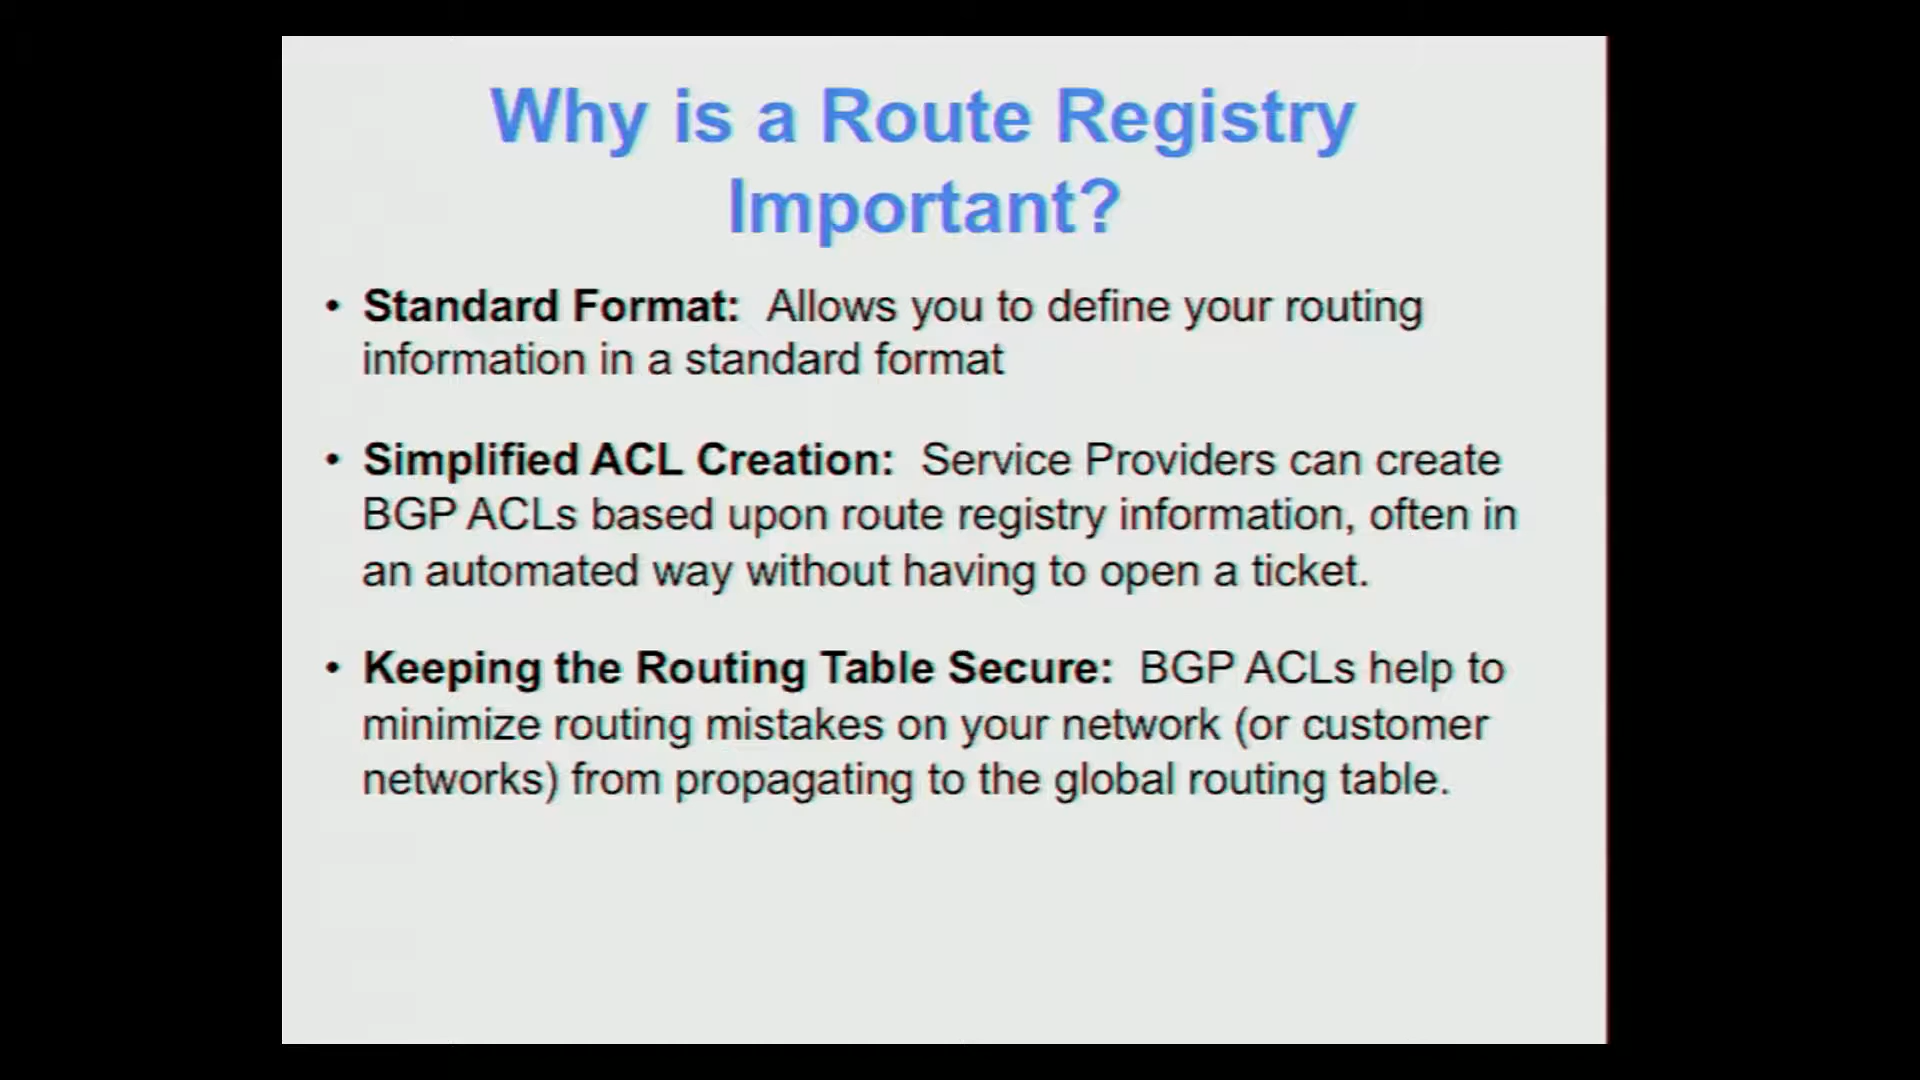 Why is a Route Registry
Important?
• Standard Format: Allows you to define your routing
information in a standard format
• Simplified ACL Creation: Service Providers can create
BGP ACLs based upon route registry information, often in
an automated way without having to open a ticket.
• Keeping the Routing Table Secure: BGP ACLs help to
minimize routing mistakes on your network (or customer
networks) from propagating to the global routing table.